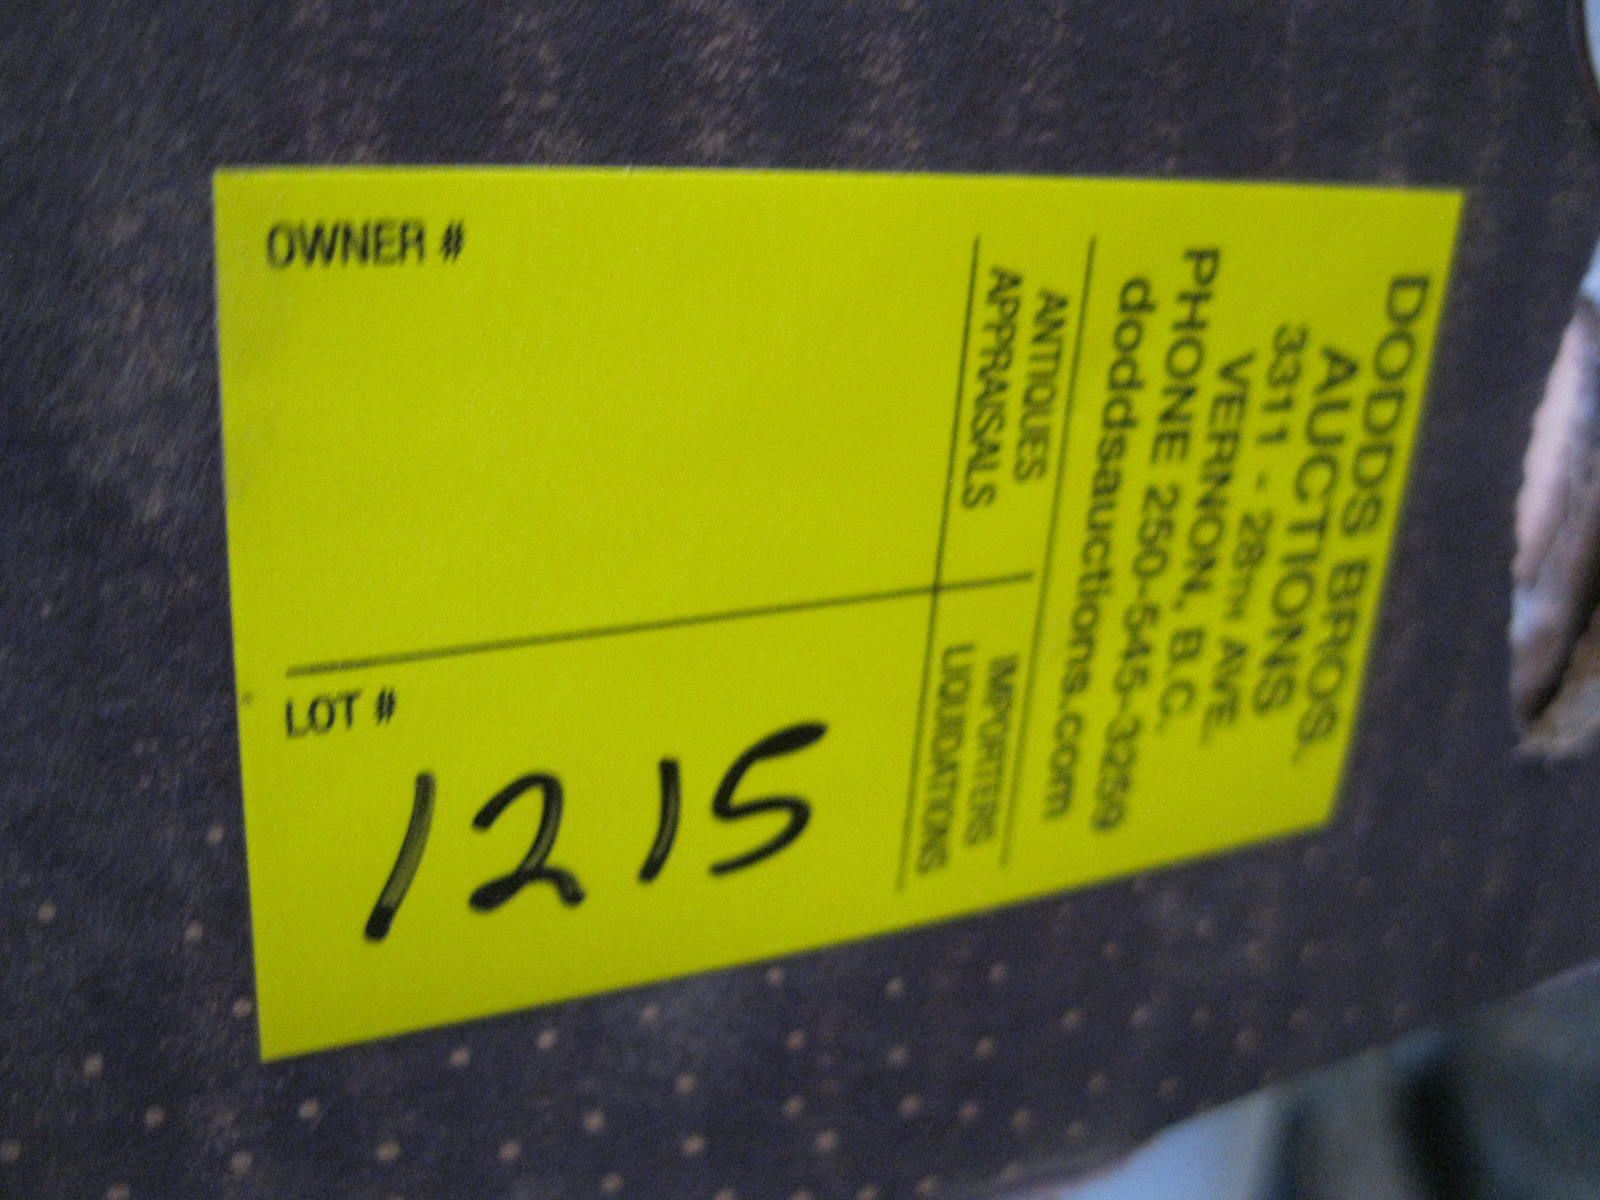 DODDS BROS.
AUCTIONS
3311 - 28TH AVE.
VERNON, B.C.
PHONE 250-545-3259
doddsauctions.com
ANTIQUES
APPRAISALS
IMPORTERS
LIQUIDATIONS
OWNER #
LOT #
1215